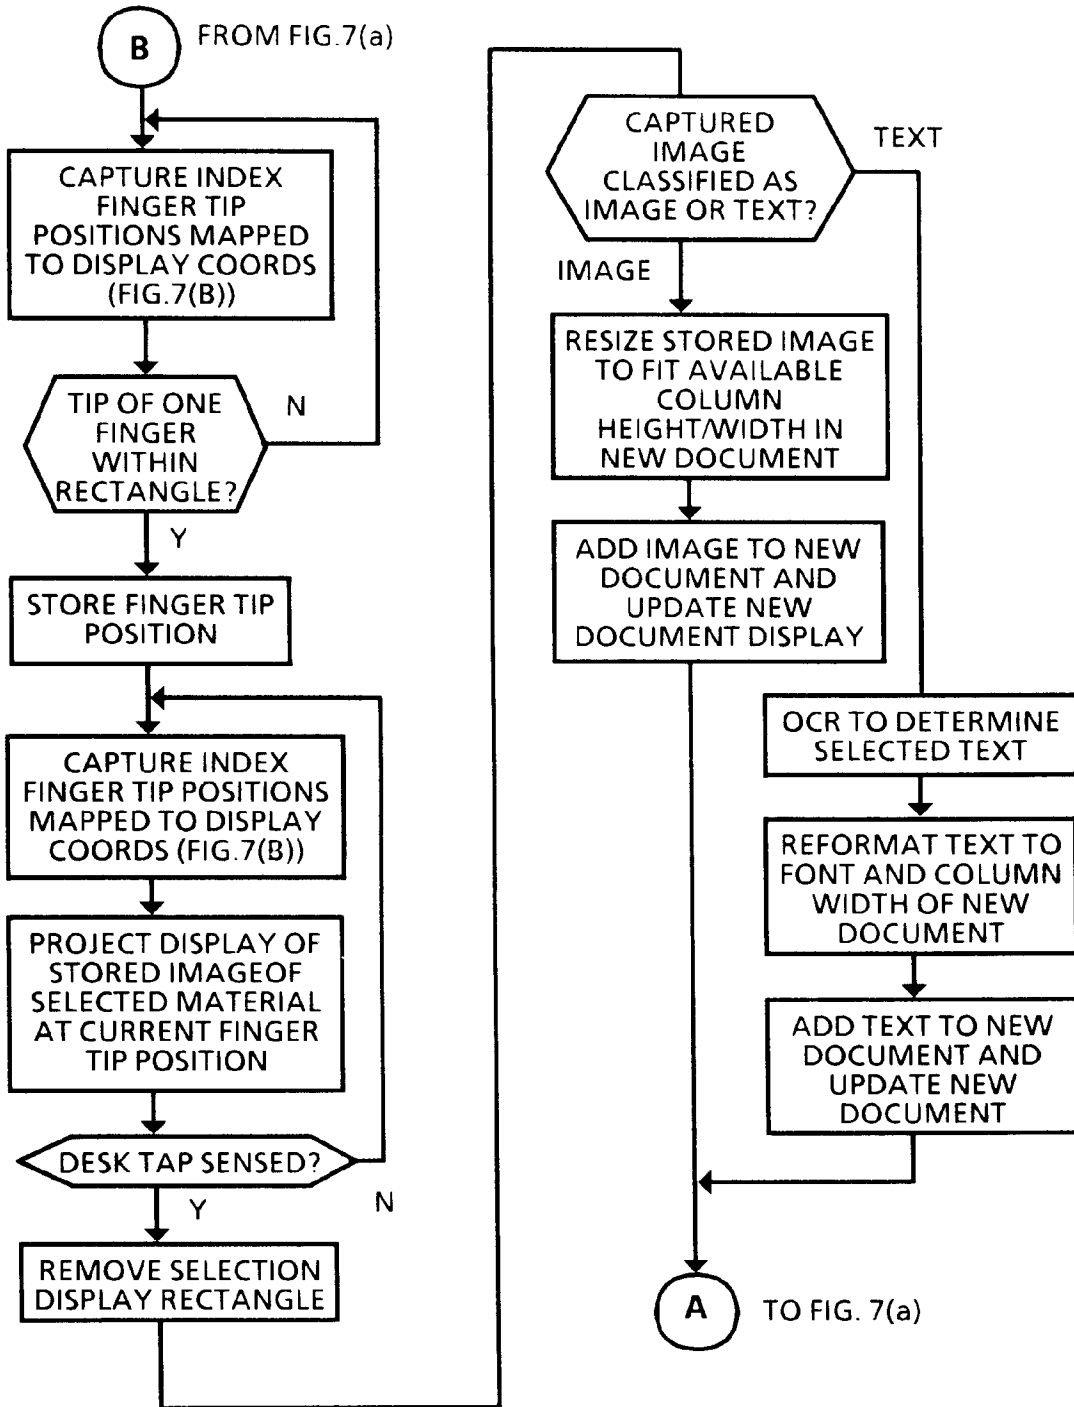 B
FROM FIG.7(a)
CAPTURE INDEX
FINGER TIP
POSITIONS MAPPED
TO DISPLAY COORDS
(FIG.7(B))
TIP OF ONE
FINGER
WITHIN
RECTANGLE?
N
Y
STORE FINGER TIP
POSITION
CAPTURE INDEX
FINGER TIP POSITIONS
MAPPED TO DISPLAY
COORDS (FIG.7(B))
PROJECT DISPLAY OF
STORED IMAGEOF
SELECTED MATERIAL
AT CURRENT FINGER
TIP POSITION
DESK TAP SENSED?
Y
N
REMOVE SELECTION
DISPLAY RECTANGLE
CAPTURED
IMAGE
CLASSIFIED AS
IMAGE OR TEXT?
TEXT
IMAGE
RESIZE STORED IMAGE
TO FIT AVAILABLE
COLUMN
HEIGHT/WIDTH IN
NEW DOCUMENT
ADD IMAGE TO NEW
DOCUMENT AND
UPDATE NEW
DOCUMENT DISPLAY
OCR TO DETERMINE
SELECTED TEXT
REFORMAT TEXT TO
FONT AND COLUMN
WIDTH OF NEW
DOCUMENT
ADD TEXT TO NEW
DOCUMENT AND
UPDATE NEW
DOCUMENT
A
TO FIG. 7(a)